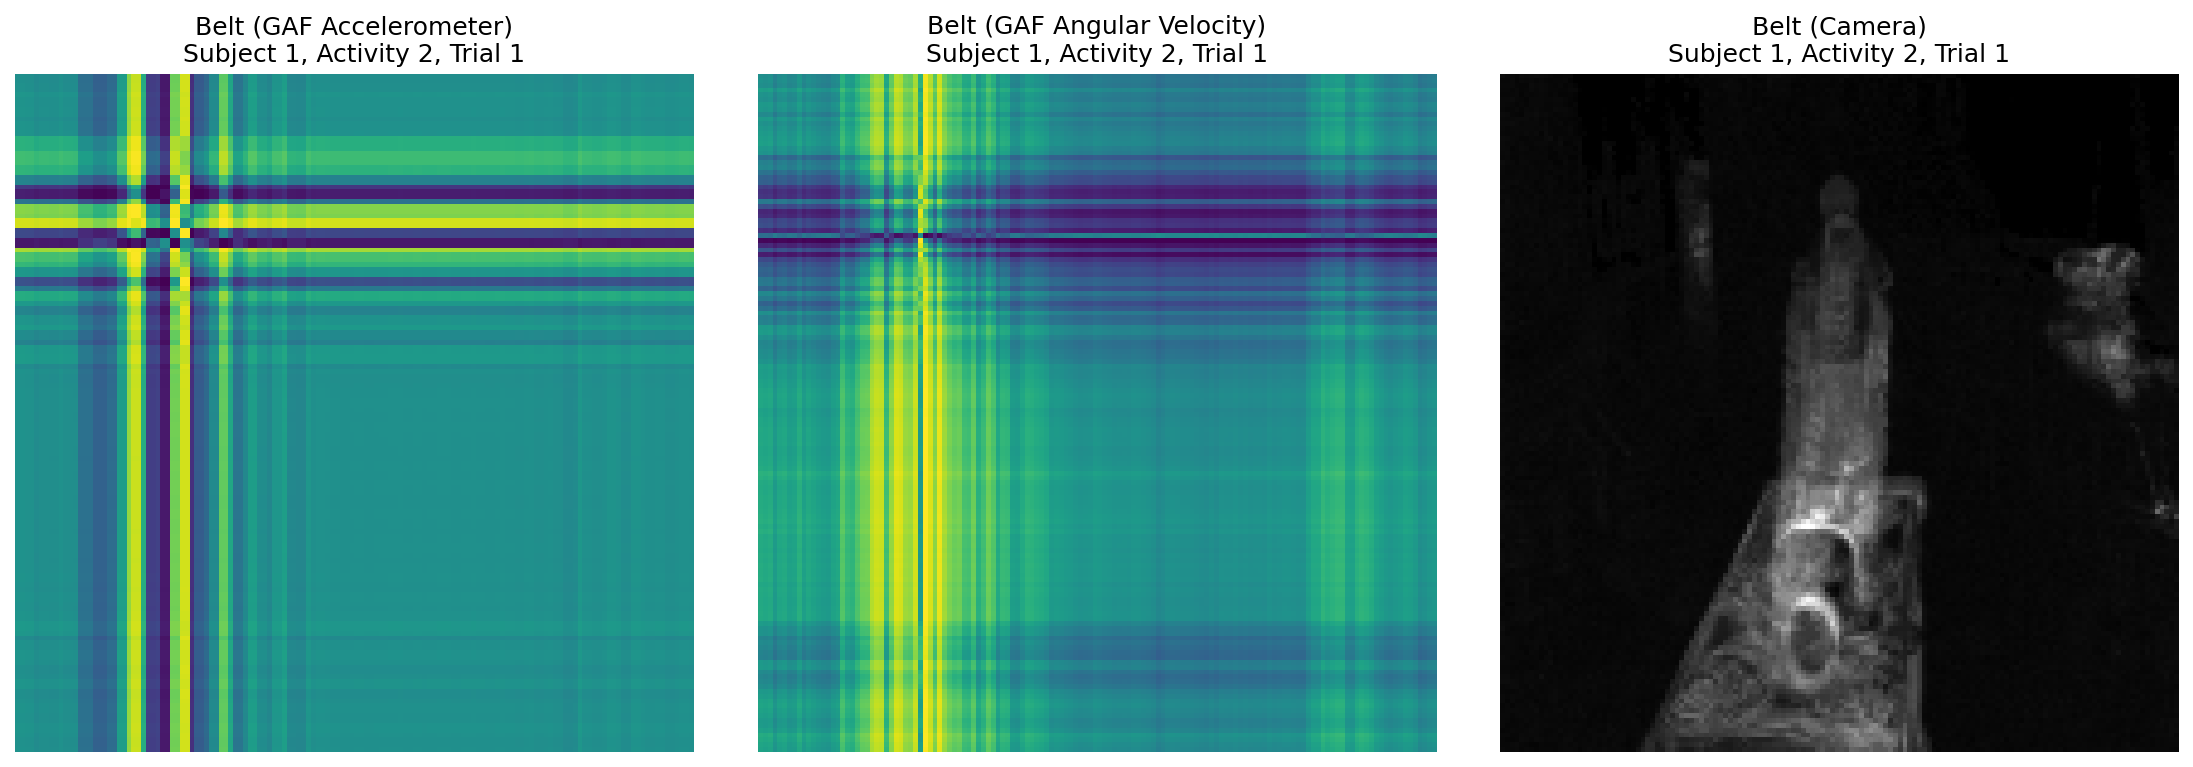 Belt (GAF Accelerometer)
Subject 1, Activity 2, Trial 1
Belt (GAF Angular Velocity)
Subject 1, Activity 2, Trial 1
Belt (Camera)
Subject 1, Activity 2, Trial 1